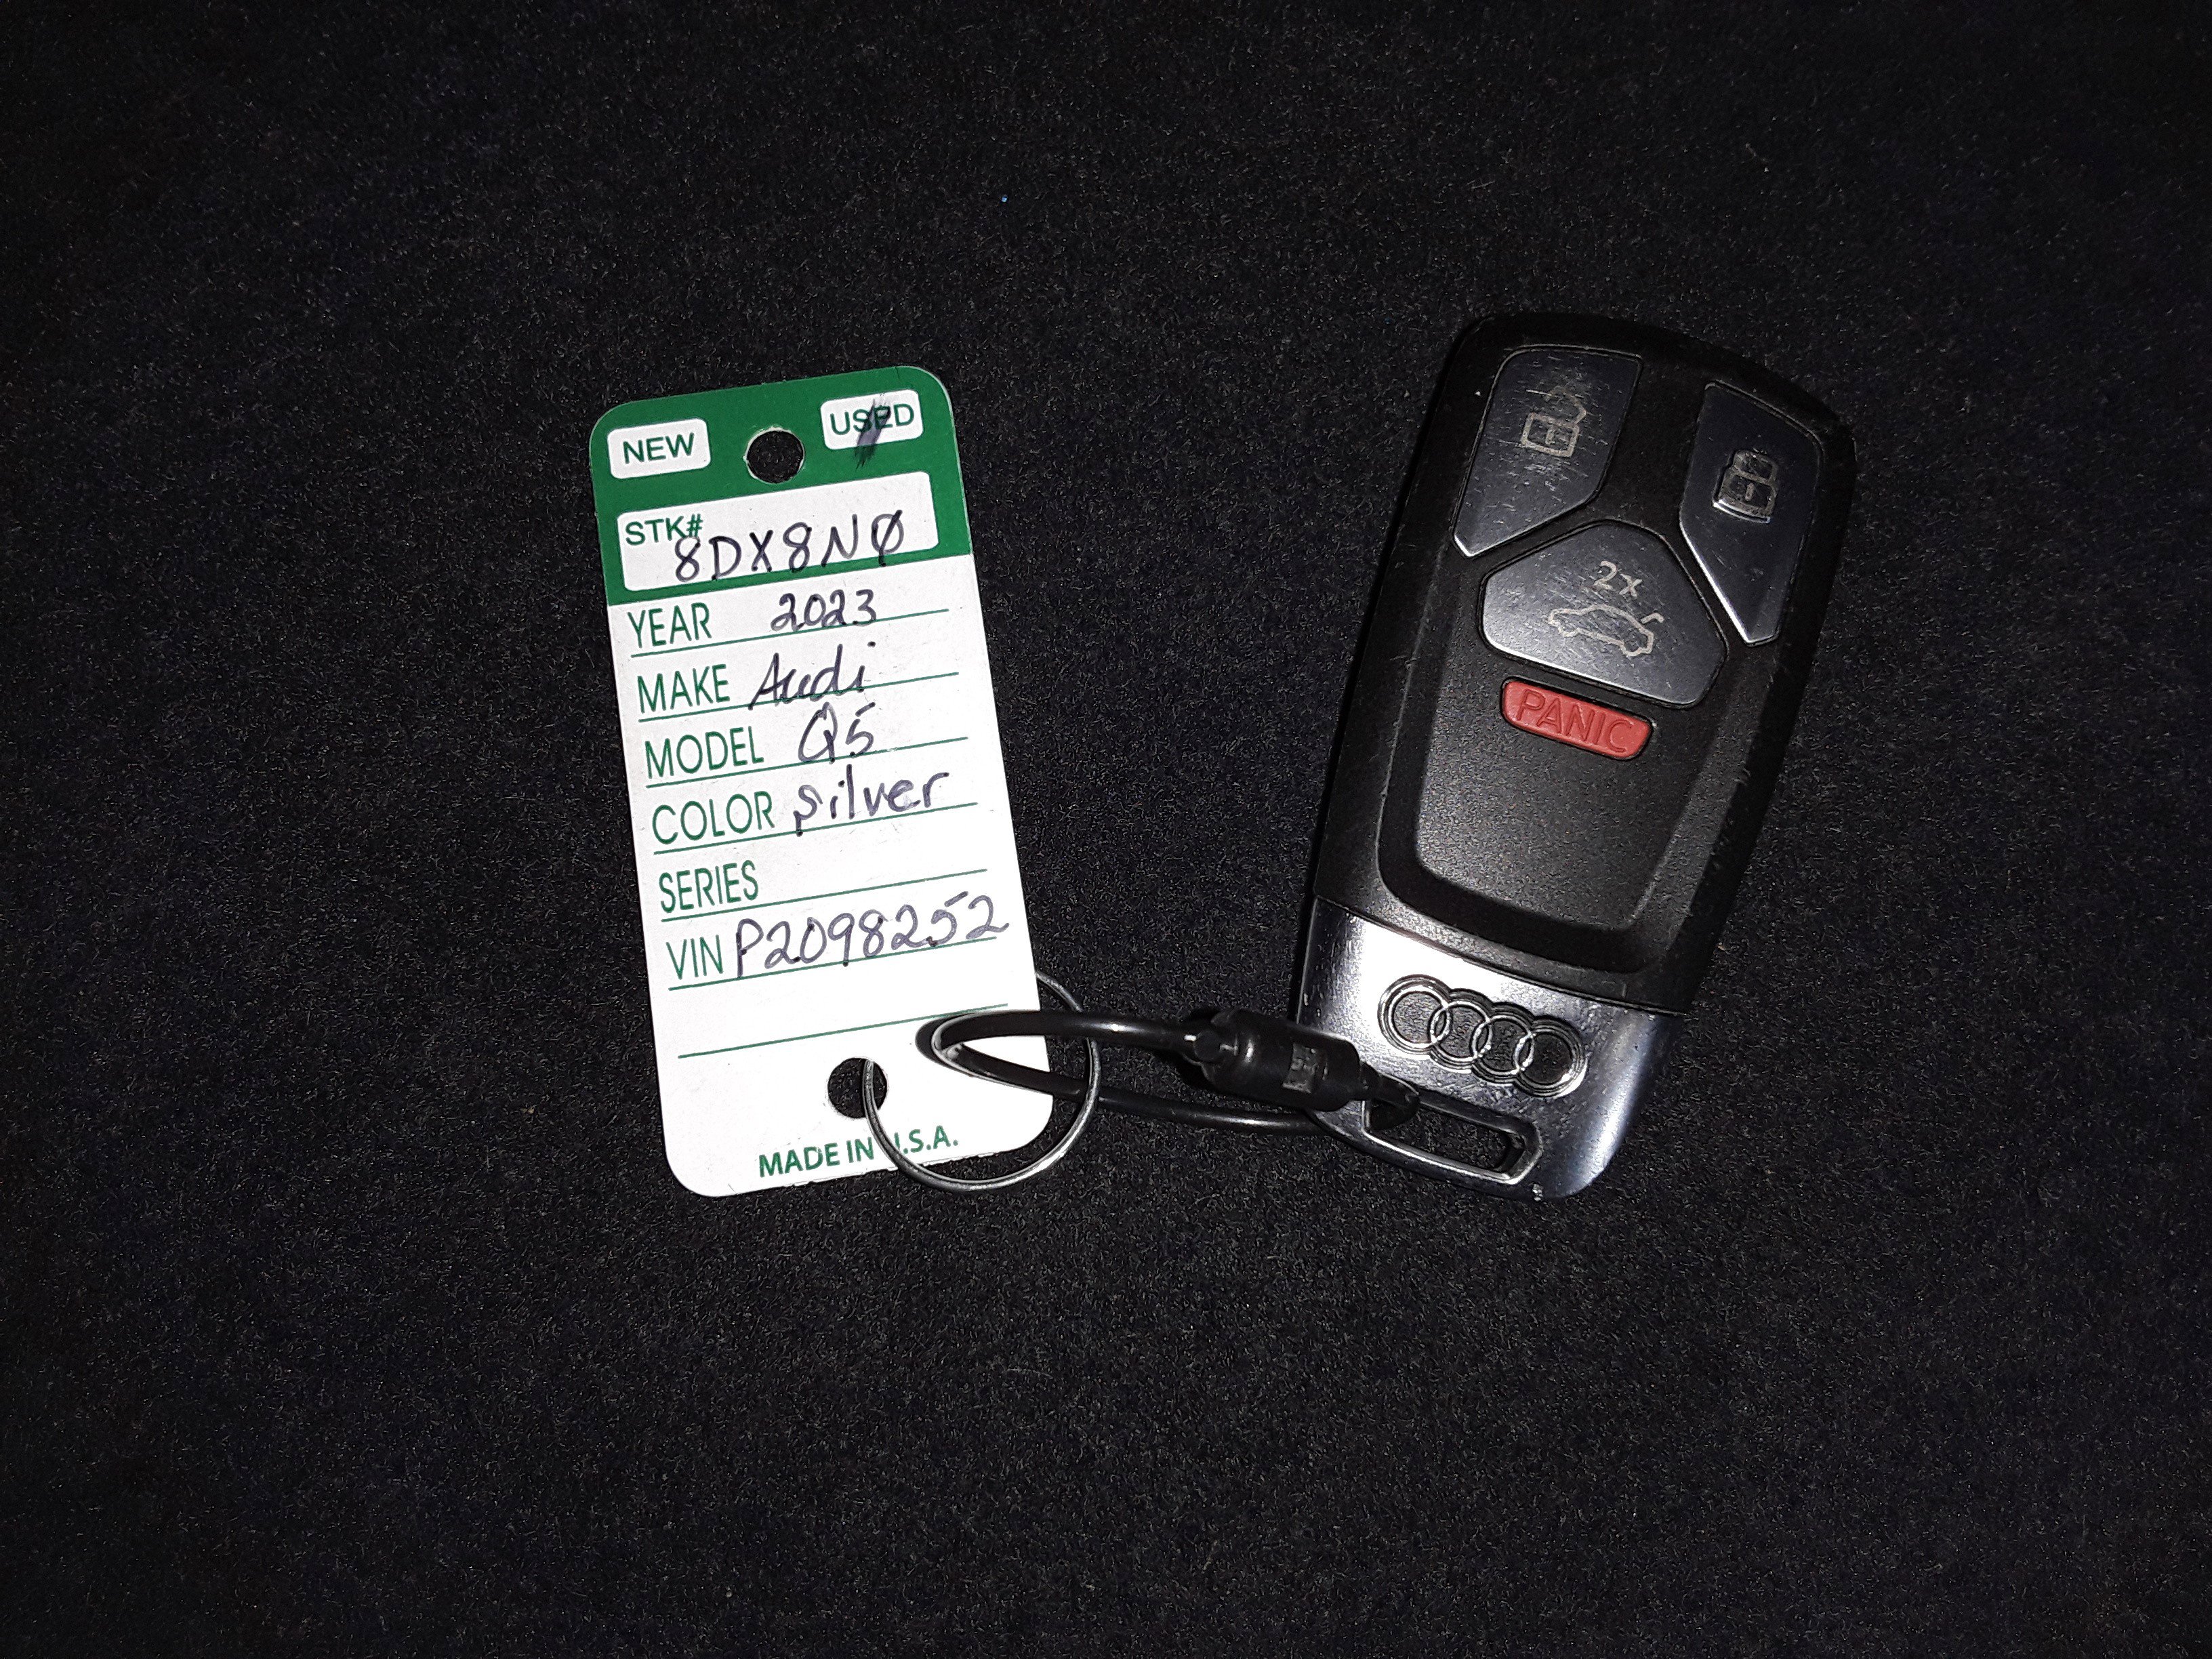 NEW USED
STK# 8DX8NØ
YEAR 2023
MAKE Audi
MODEL Q5
COLOR silver
SERIES
VIN P2098252
MADE IN U.S.A.
2X
PANIC